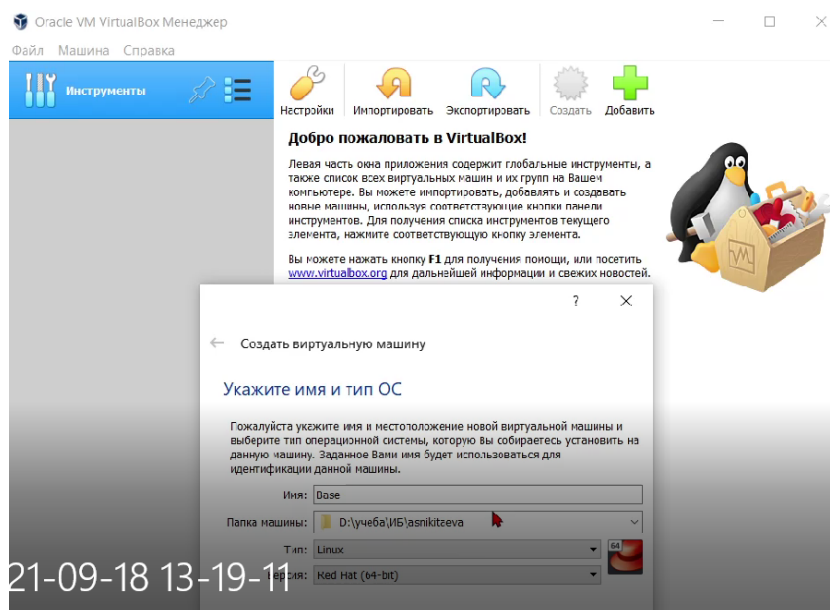 Oracle VM VirtualBox Менеджер
Файл Машина Справка
Инструменты
Настройки Импортировать Экспортировать Создать Добавить
Добро пожаловать в VirtualBox!
Левая часть окна приложения содержит глобальные инструменты, а
также список всех виртуальных машин и их групп на Вашем
компьютере. Вы можете импортировать, добавлять и создавать
новые машины, используя соответствующие кнопки панели
инструментов. Для получения списка инструментов текущего
элемента, нажмите соответствующую кнопку элемента.
Вы можете нажать кнопку F1 для получения помощи, или посетить
www.virtualbox.org для дальнейшей информации и свежих новостей.
?
Создать виртуальную машину
Укажите имя и тип ОС
Пожалуйста укажите имя и местоположение новой виртуальной машины и
выберите тип операционной системы, которую Вы собираетесь установить на
данную машину. Заданное Вами имя будет использоваться для
идентификации данной машины.
Имя: Base
Папка машины: D:\учеба\ИБ\asnikitzeva
Тип: Linux
64
Версия: Red Hat (64-bit)
21-09-18 13-19-11